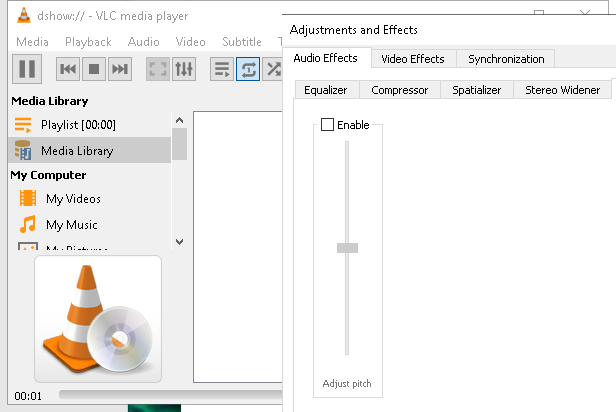 dshow:// - VLC media player
Media Playback Audio Video Subtitle T
Media Library
Playlist [00:00]
Media Library
My Computer
My Videos
My Music
My Pictures
00:01
Adjustments and Effects
Audio Effects Video Effects Synchronization
Equalizer Compressor Spatializer Stereo Widener
Enable
Adjust pitch